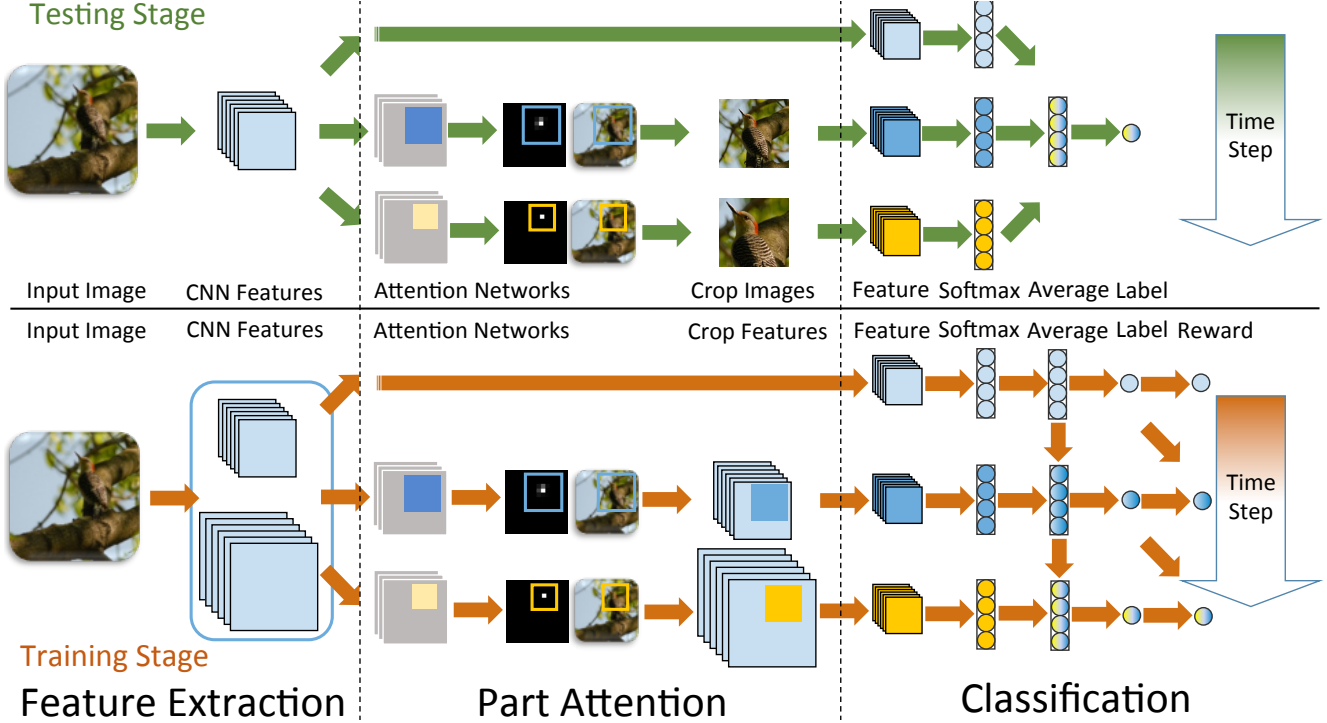 Testing Stage
Time
Step
Input Image CNN Features Attention Networks Crop Images Feature Softmax Average Label
Input Image CNN Features Attention Networks Crop Features Feature Softmax Average Label Reward
Time
Step
Training Stage
Feature Extraction Part Attention Classification